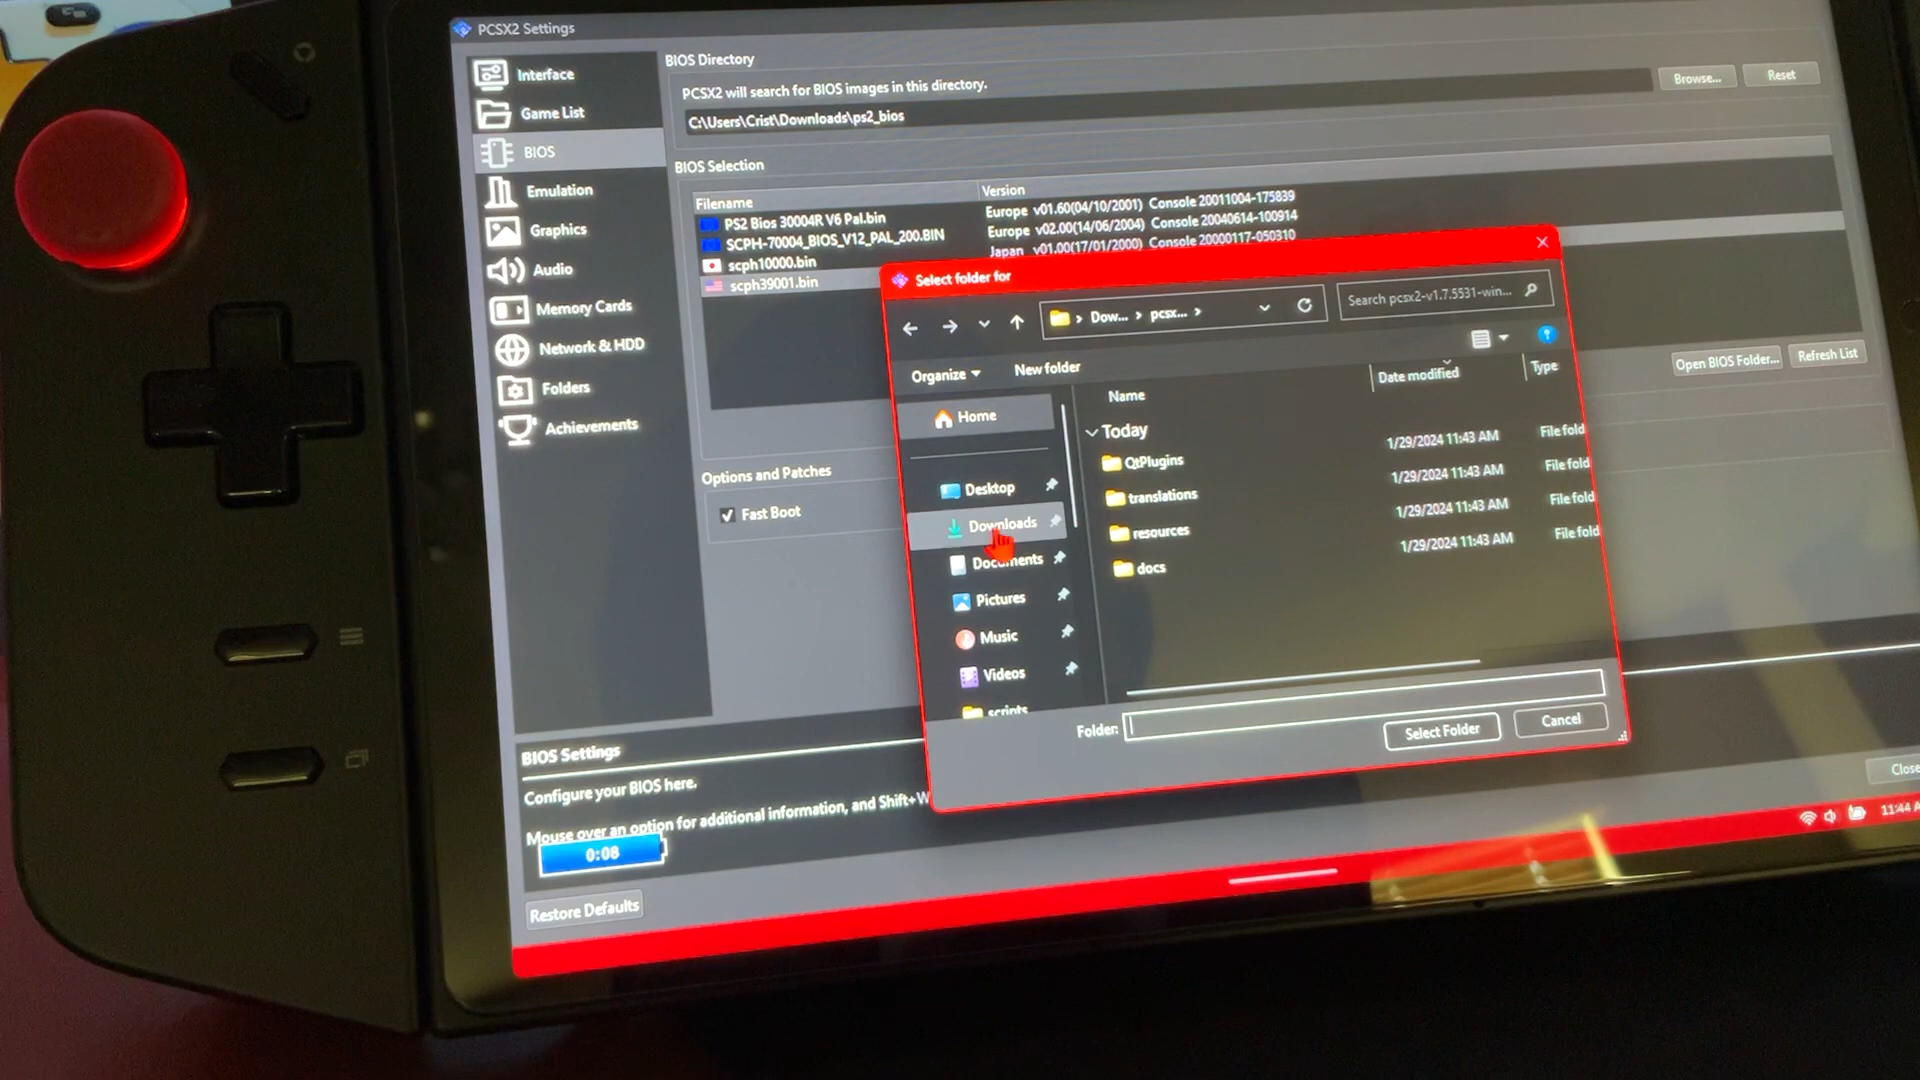 PCSX2 Settings
Interface
Game List
BIOS
Emulation
Graphics
Audio
Memory Cards
Network & HDD
Folders
Achievements
BIOS Directory
PCSX2 will search for BIOS images in this directory.
C:\Users\Crist\Downloads\ps2_bios
Browse...
Reset
BIOS Selection
Filename
Version
PS2 Bios 30004R V6 Pal.bin
Europe v01.60(04/10/2001) Console 20011004-175839
SCPH-70004_BIOS_V12_PAL_200.BIN
Europe v02.00(14/06/2004) Console 20040614-100914
scph10000.bin
Japan v01.00(17/01/2000) Console 20000117-050310
scph39001.bin
Open BIOS Folder...
Refresh List
Options and Patches
Fast Boot
Select folder for
Dow... > pcsx... >
Search pcsx2-v1.7.5531-win...
Organize
New folder
Home
Desktop
Downloads
Documents
Pictures
Music
Videos
scripts
Name
Date modified
Type
Today
QtPlugins
1/29/2024 11:43 AM
File fold
translations
1/29/2024 11:43 AM
File fold
resources
1/29/2024 11:43 AM
File fold
docs
1/29/2024 11:43 AM
File fold
Folder:
Select Folder
Cancel
BIOS Settings
Configure your BIOS here.
Mouse over an option for additional information, and Shift+W
0:08
Restore Defaults
Close
11:44 A